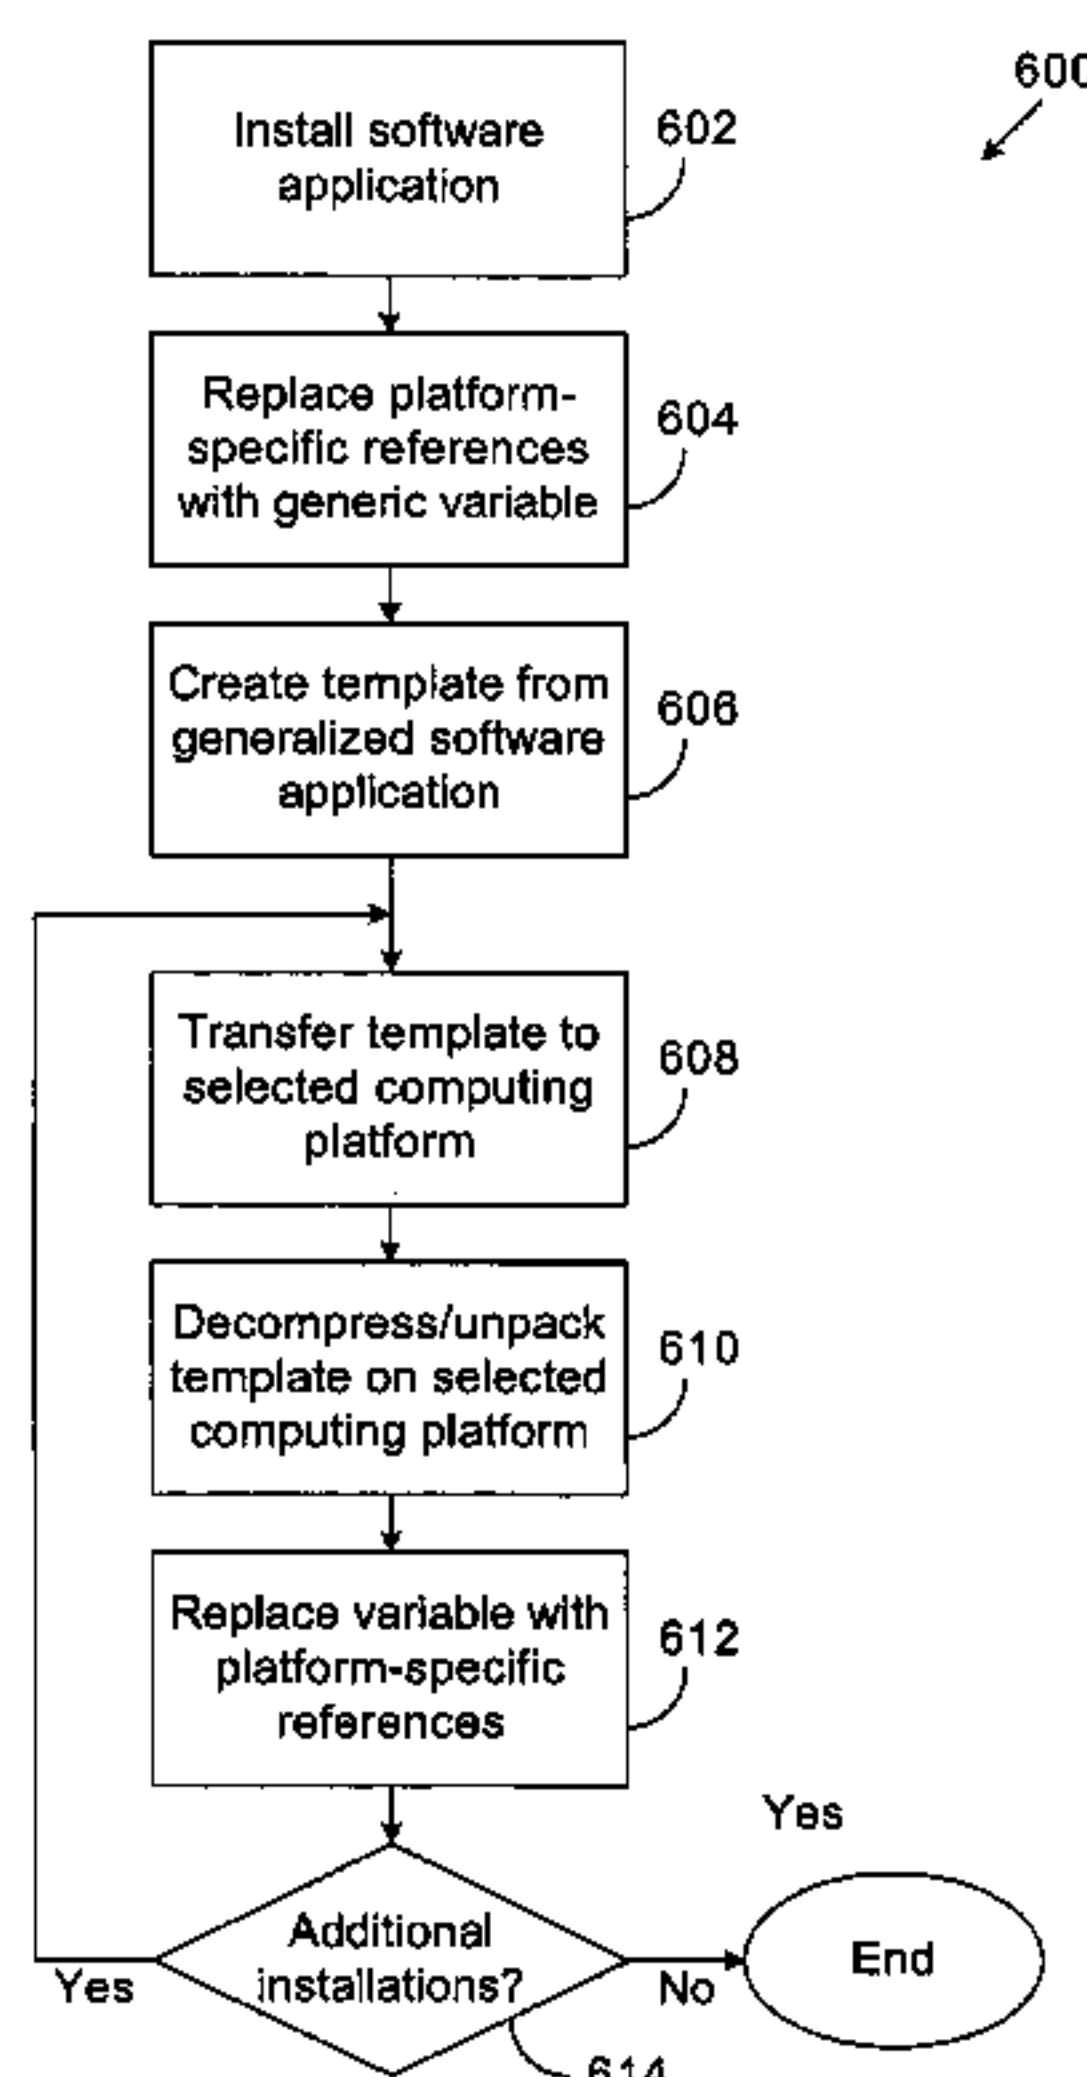 600
Install software
application
602
Replace platform-
specific references
with generic variable
604
Create template from
generalized software
application
606
Transfer template to
selected computing
platform
608
Decompress/unpack
template on selected
computing platform
610
Replace variable with
platform-specific
references
612
Yes
Additional
installations?
Yes
No
End
614